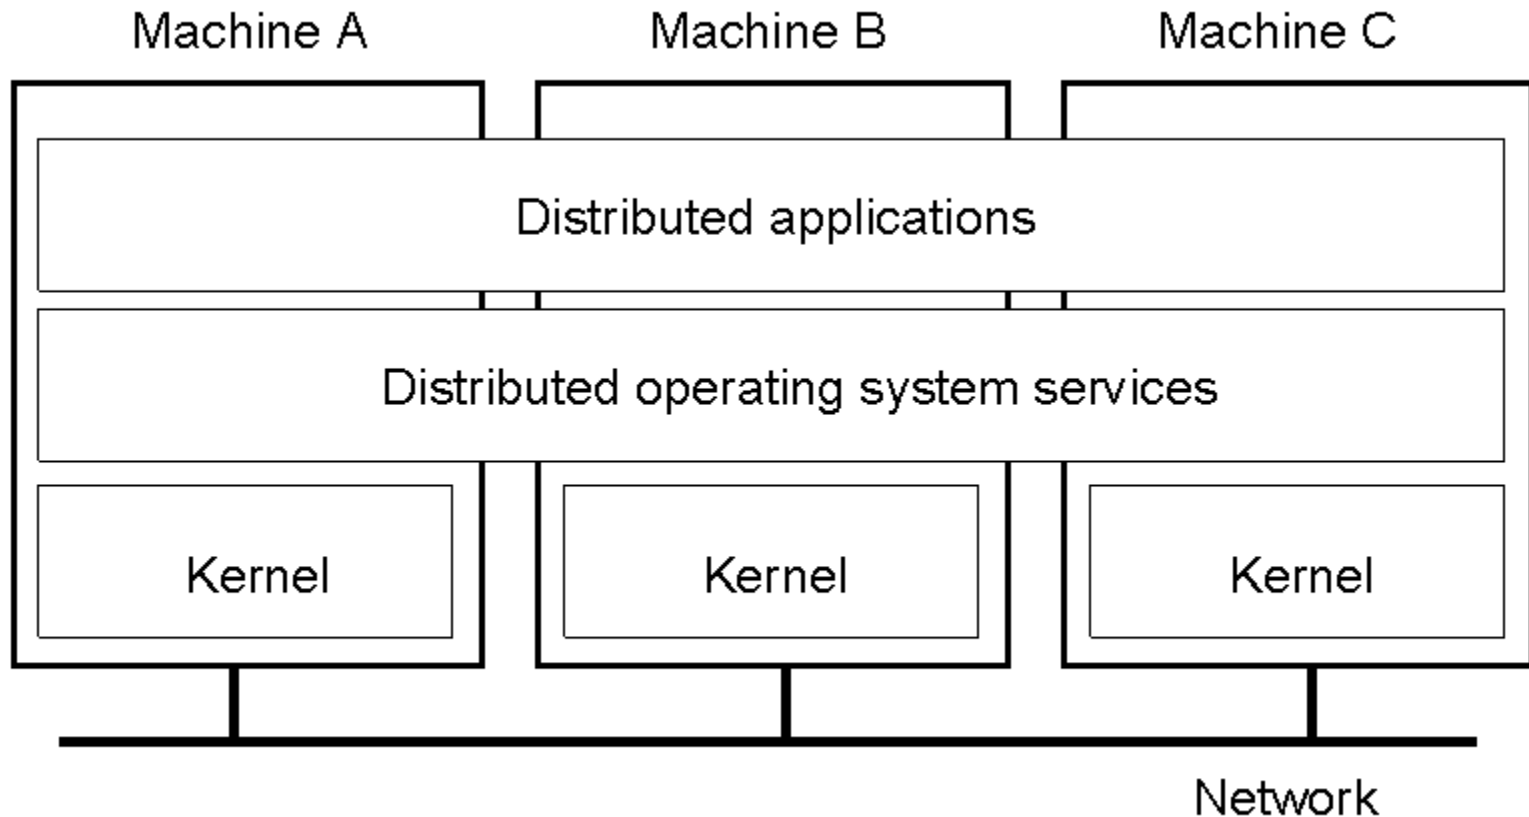 Machine A
Machine B
Machine C
Distributed applications
Distributed operating system services
Kernel
Kernel
Kernel
Network